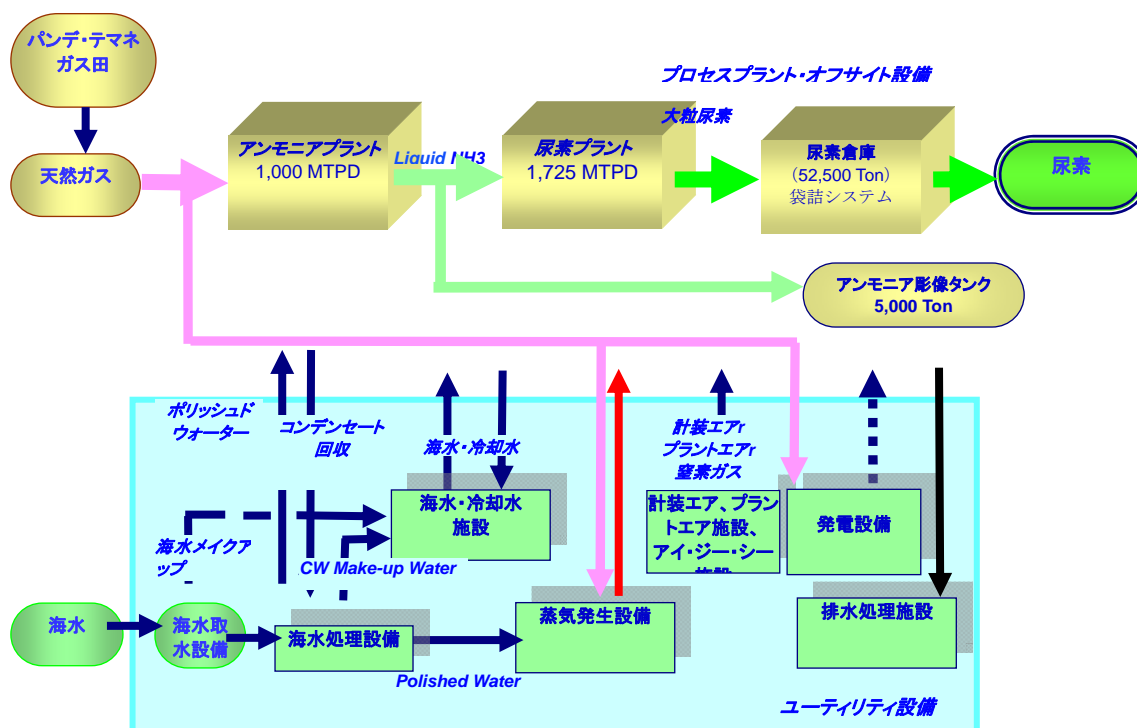 パンデ・テマネ
ガス田
プロセスプラント・オフサイト設備
大粒尿素
アンモニアプラント
1,000 MTPD
Liquid NH3
尿素プラント
1,725 MTPD
尿素倉庫
(52,500 Ton)
袋詰システム
尿素
天然ガス
アンモニア彫像タンク
5,000 Ton
ポリッシュド
ウォーター
コンデンセート
回収
海水・冷却水
計装エアr
プラントエアr
窒素ガス
海水・冷却水
施設
計装エア、プラン
トエア施設、
アイ・ジー・シー
発電設備
海水メイクア
ップ
CW Make-up Water
海水
海水取
水設備
海水処理設備
蒸気発生設備
排水処理施設
Polished Water
ユーティリティ設備